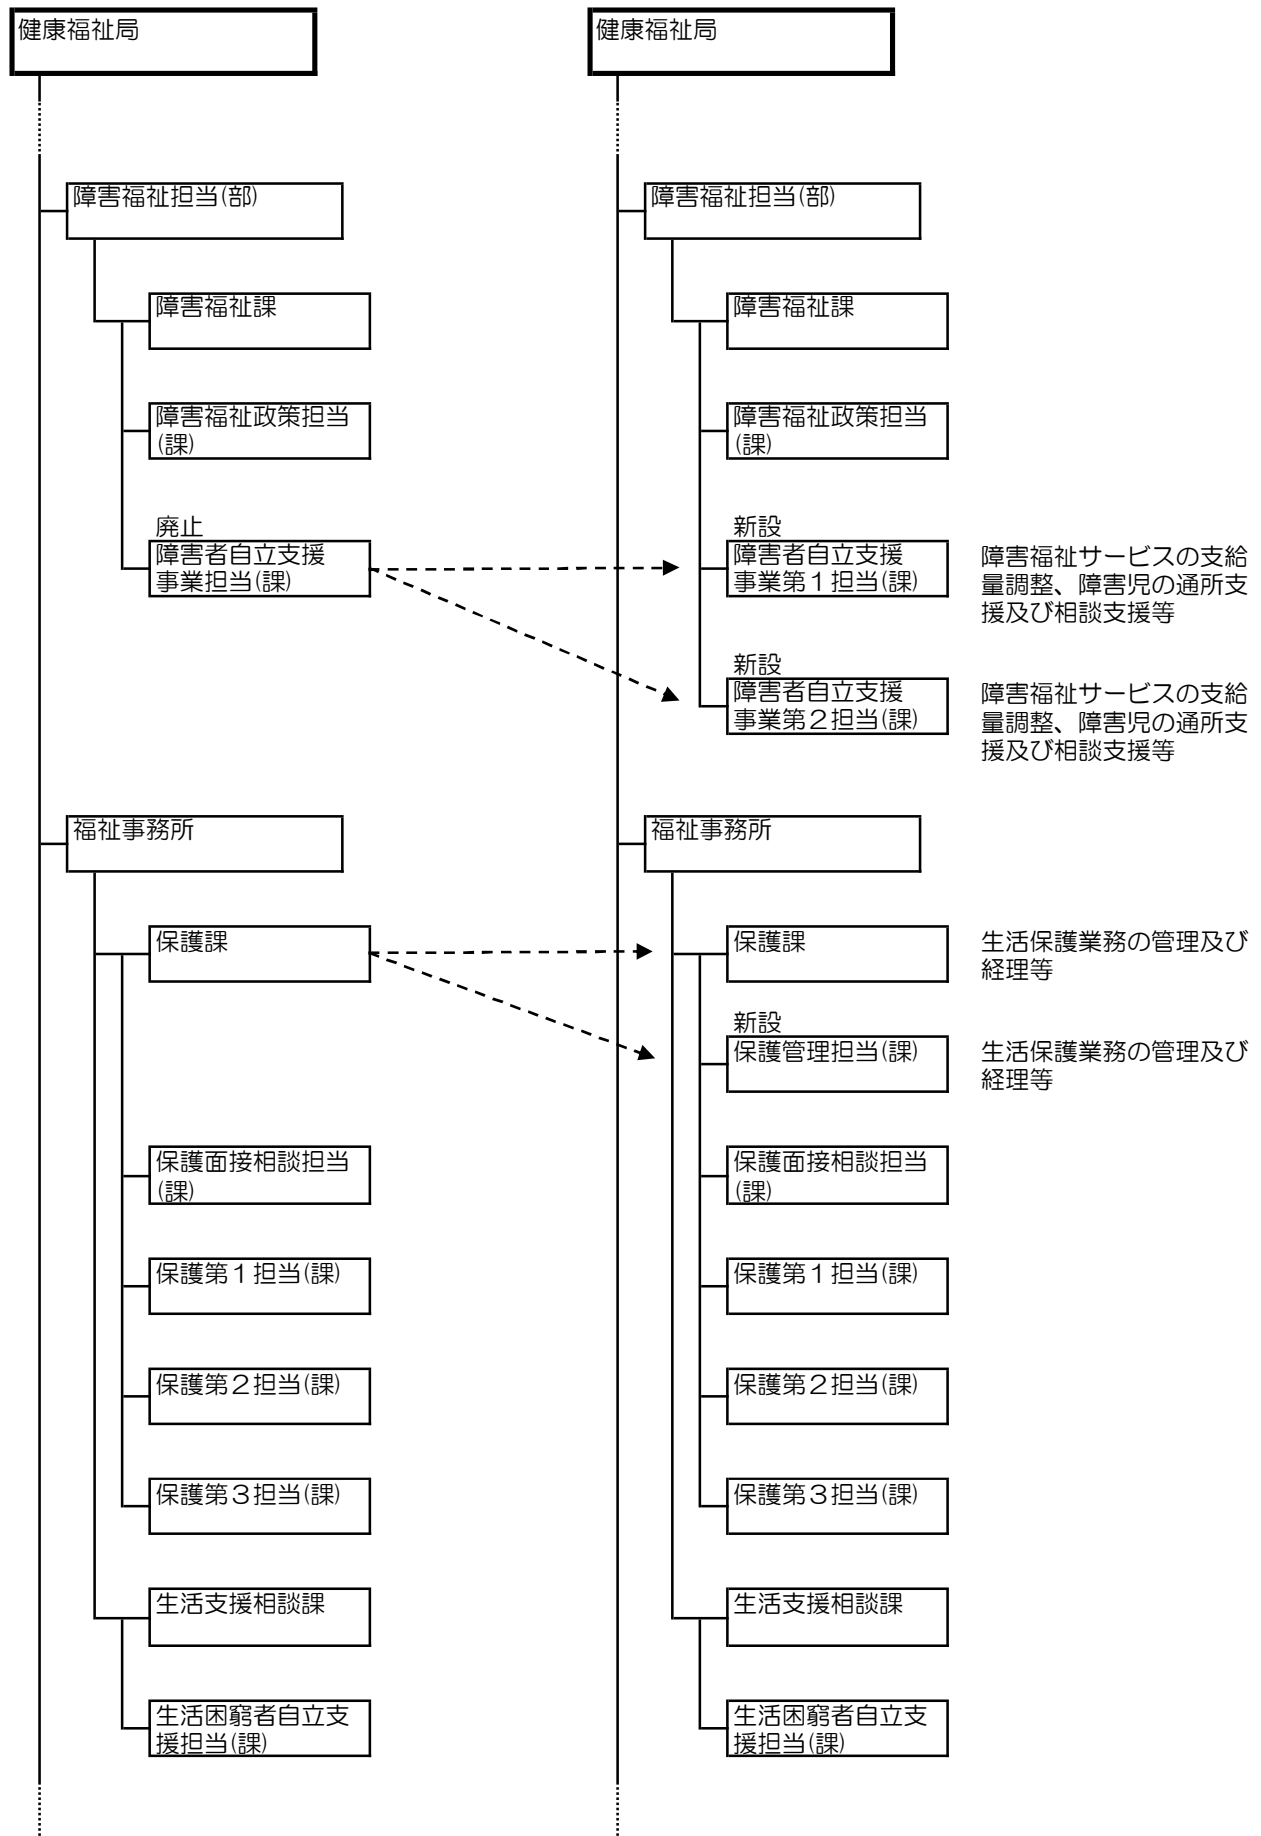 健康福祉局
障害福祉担当(部)
障害福祉課
障害福祉政策担当
(課)
廃止
障害者自立支援
事業担当(課)
福祉事務所
保護課
保護面接相談担当
(課)
保護第１担当(課)
保護第２担当(課)
保護第３担当(課)
生活支援相談課
生活困窮者自立支
援担当(課)
健康福祉局
障害福祉担当(部)
障害福祉課
障害福祉政策担当
(課)
新設
障害者自立支援
事業第１担当(課)
障害福祉サービスの支給
量調整、障害児の通所支
援及び相談支援等
新設
障害者自立支援
事業第２担当(課)
障害福祉サービスの支給
量調整、障害児の通所支
援及び相談支援等
福祉事務所
保護課
生活保護業務の管理及び
経理等
新設
保護管理担当(課)
生活保護業務の管理及び
経理等
保護面接相談担当
(課)
保護第１担当(課)
保護第２担当(課)
保護第３担当(課)
生活支援相談課
生活困窮者自立支
援担当(課)